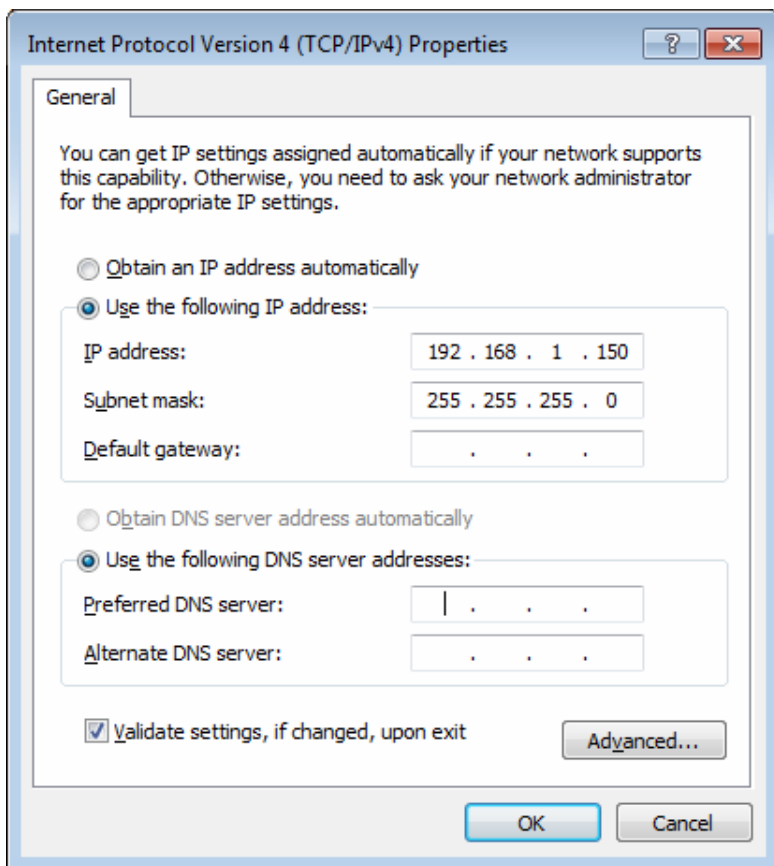 Internet Protocol Version 4 (TCP/IPv4) Properties
General
You can get IP settings assigned automatically if your network supports
this capability. Otherwise, you need to ask your network administrator
for the appropriate IP settings.
Obtain an IP address automatically
Use the following IP address:
IP address: 192 . 168 . 1 . 150
Subnet mask: 255 . 255 . 255 . 0
Default gateway: . . .
Obtain DNS server address automatically
Use the following DNS server addresses:
Preferred DNS server: . . .
Alternate DNS server: . . .
Validate settings, if changed, upon exit
Advanced...
OK Cancel